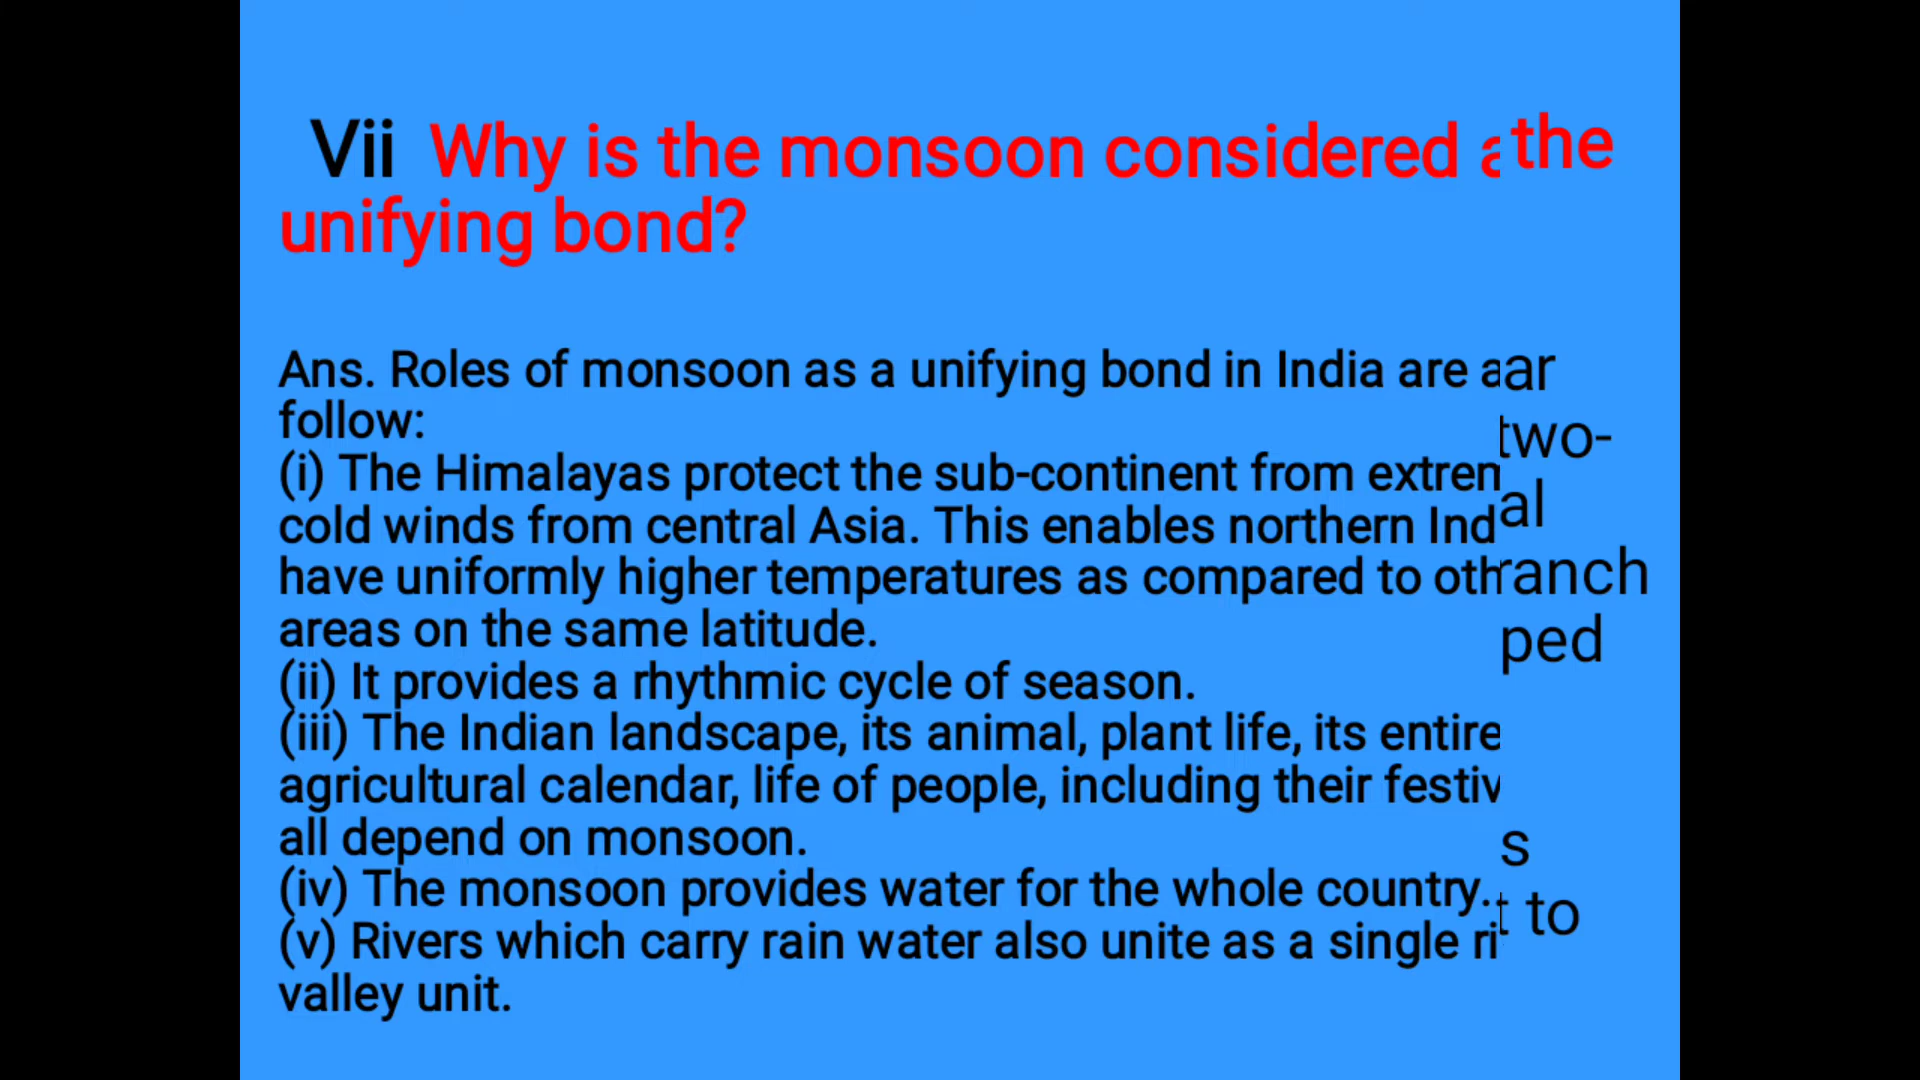 Vii Why is the monsoon considered the
unifying bond?
Ans. Roles of monsoon as a unifying bond in India are ar
follow:
two-
(i) The Himalayas protect the sub-continent from
cold winds from central Asia. This enables northern al
have uniformly higher temperatures as compared to ranch
areas on the same latitude. ped
(ii) It provides a rhythmic cycle of season.
(iii) The Indian landscape, its animal, plant life, its entire
agricultural calendar, life of people, including their
all depend on monsoon. s
(iv) The monsoon provides water for the whole country. to
(v) Rivers which carry rain water also unite as a single
valley unit.